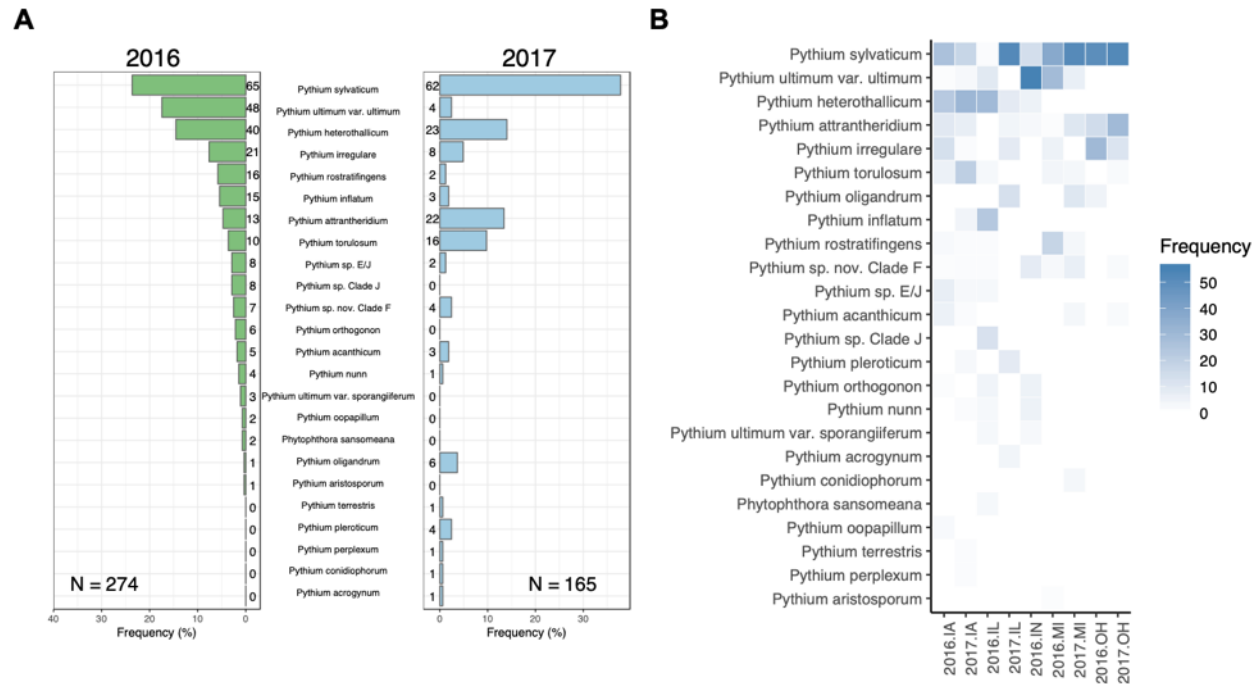 A
2016
2017
65 Pythium sylvaticum 62
48 Pythium ultimum var. ultimum 4
40 Pythium heterothallicum 23
21 Pythium irregulare 8
16 Pythium rostratifingens 2
15 Pythium inflatum 3
13 Pythium attrantheridium 22
10 Pythium torulosum 16
8 Pythium sp. E/J 2
8 Pythium sp. Clade J 0
7 Pythium sp. nov. Clade F 4
6 Pythium orthogonon 0
5 Pythium acanthicum 3
4 Pythium nunn 1
3 Pythium ultimum var. sporangiiferum 0
2 Pythium oopapillum 0
2 Phytophthora sansomeana 0
1 Pythium oligandrum 6
1 Pythium aristosporum 0
0 Pythium terrestris 1
0 Pythium pleroticum 4
0 Pythium perplexum 1
0 Pythium conidiophorum 1
0 Pythium acrogynum 1
N = 274
N = 165
40 30 20 10 0
0 10 20 30
Frequency (%)
Frequency (%)
B
Pythium sylvaticum
Pythium ultimum var. ultimum
Pythium heterothallicum
Pythium attrantheridium
Pythium irregulare
Pythium torulosum
Pythium oligandrum
Pythium inflatum
Pythium rostratifingens
Pythium sp. nov. Clade F
Pythium sp. E/J
Pythium acanthicum
Pythium sp. Clade J
Pythium pleroticum
Pythium orthogonon
Pythium nunn
Pythium ultimum var. sporangiiferum
Pythium acrogynum
Pythium conidiophorum
Phytophthora sansomeana
Pythium oopapillum
Pythium terrestris
Pythium perplexum
Pythium aristosporum
2016.IA
2017.IA
2016.IL
2017.IL
2016.IN
2016.MI
2017.MI
2016.OH
2017.OH
Frequency
50
40
30
20
10
0